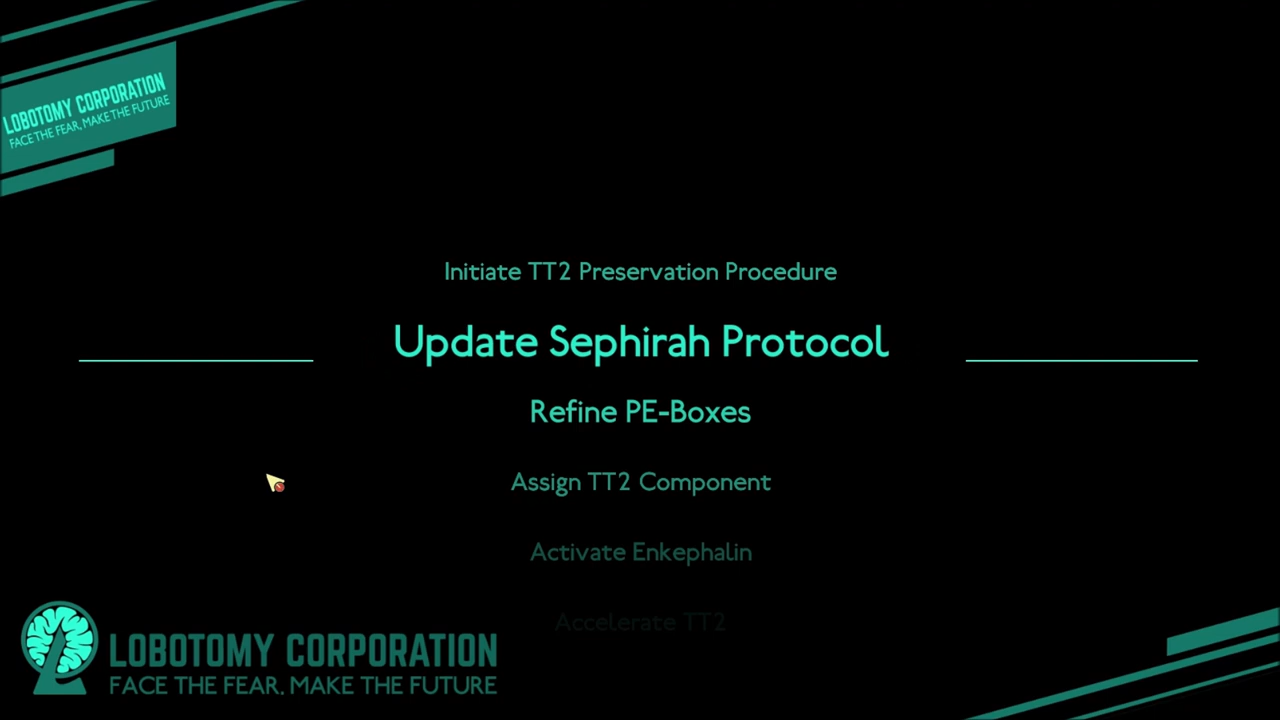 LOBOTOMY CORPORATION
FACE THE FEAR, MAKE THE FUTURE
Initiate TT2 Preservation Procedure
Update Sephirah Protocol
Refine PE-Boxes
Assign TT2 Component
Activate Enkephalin
Accelerate TT2
LOBOTOMY CORPORATION
FACE THE FEAR. MAKE THE FUTURE